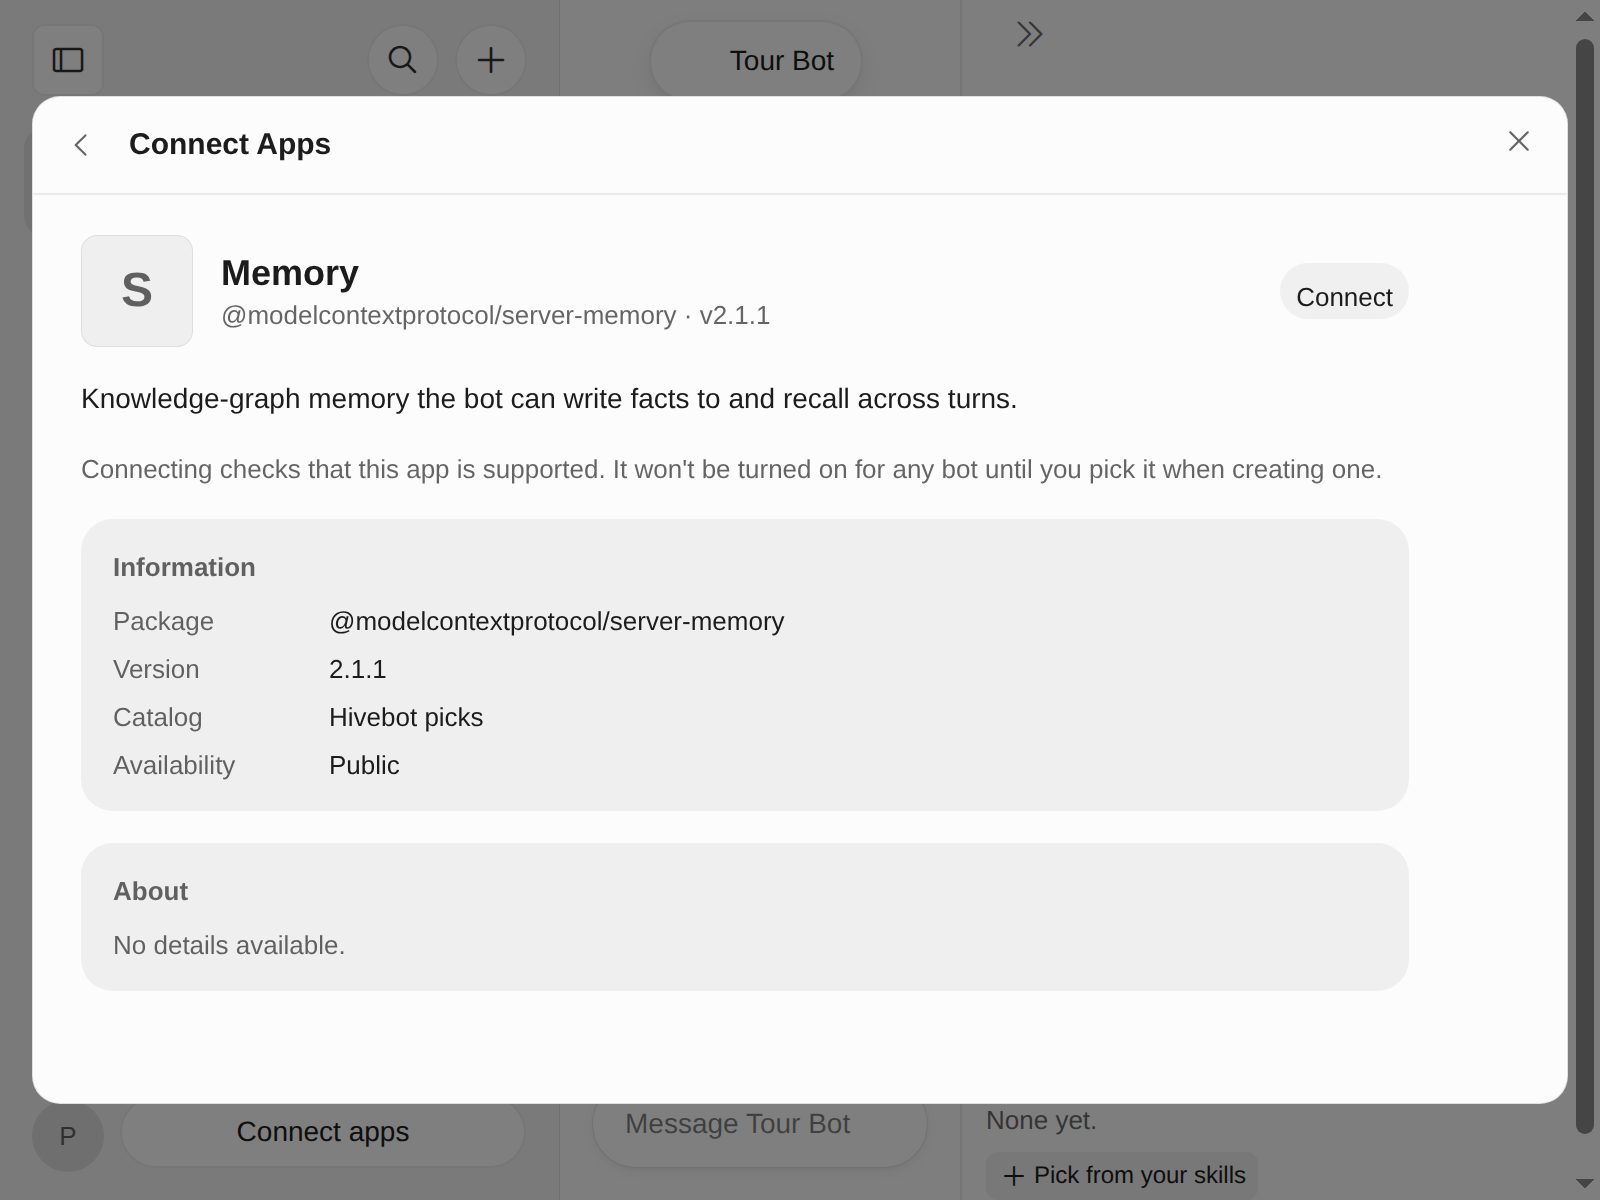 Tour Bot
Connect Apps
S
Memory
@modelcontextprotocol/server-memory · v2.1.1
Connect
Knowledge-graph memory the bot can write facts to and recall across turns.
Connecting checks that this app is supported. It won't be turned on for any bot until you pick it when creating one.
Information
Package @modelcontextprotocol/server-memory
Version 2.1.1
Catalog Hivebot picks
Availability Public
About
No details available.
P
Connect apps
Message Tour Bot
None yet.
Pick from your skills